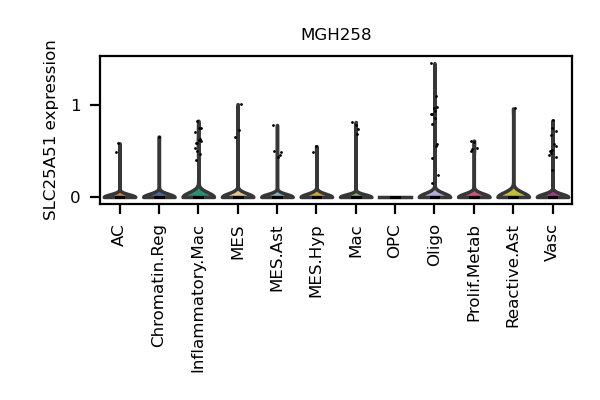 MGH258
SLC25A51 expression
1
0
AC
Chromatin.Reg
Inflammatory.Mac
MES
MES.Ast
MES.Hyp
Mac
OPC
Oligo
Prolif.Metab
Reactive.Ast
Vasc